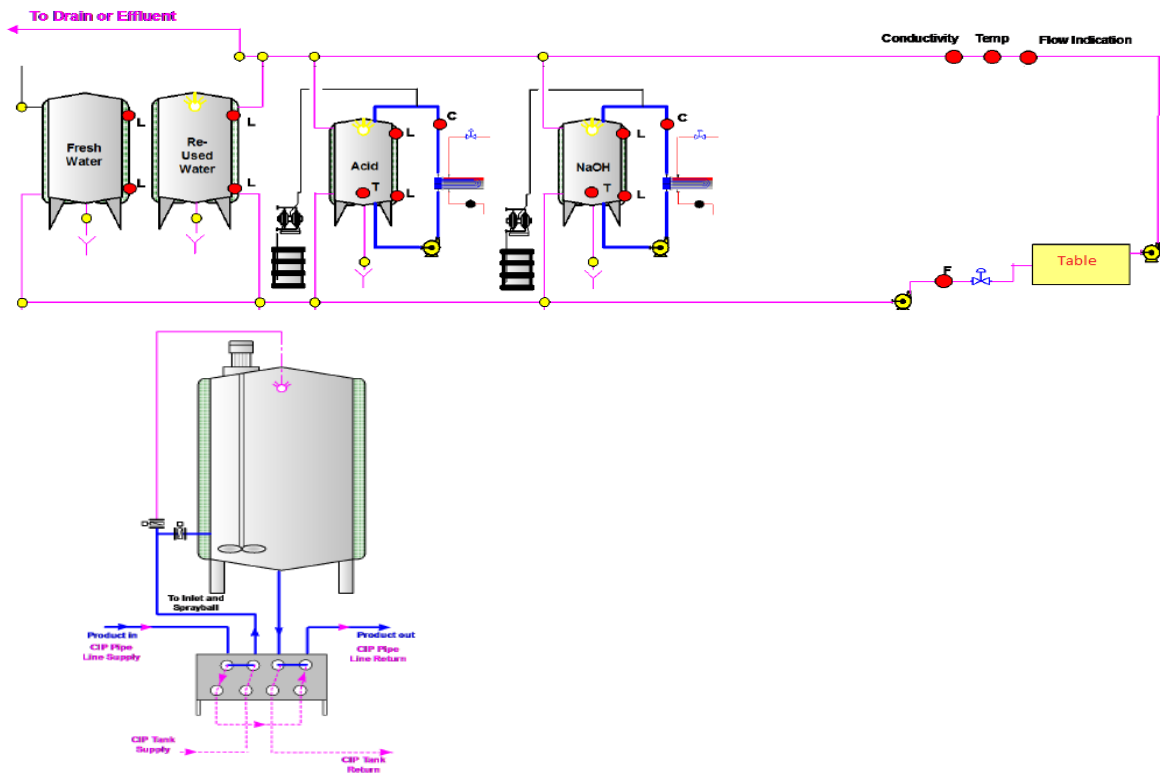 To Drain or Effluent
Conductivity
Temp
Flow Indication
L
L
C
L
C
L
Fresh
Water
Re-
Used
Water
Acid
NaOH
L
L
T
L
T
L
Table
F
To Inlet and
Sprayball
Product in
Product out
CIP Pipe
Line Supply
CIP Pipe
Line Return
CIP Tank
Supply
CIP Tank
Return